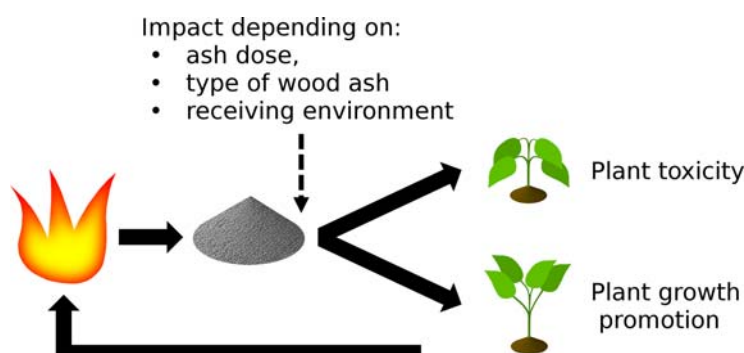 Impact depending on:
• ash dose,
• type of wood ash
• receiving environment
Plant toxicity
Plant growth
promotion